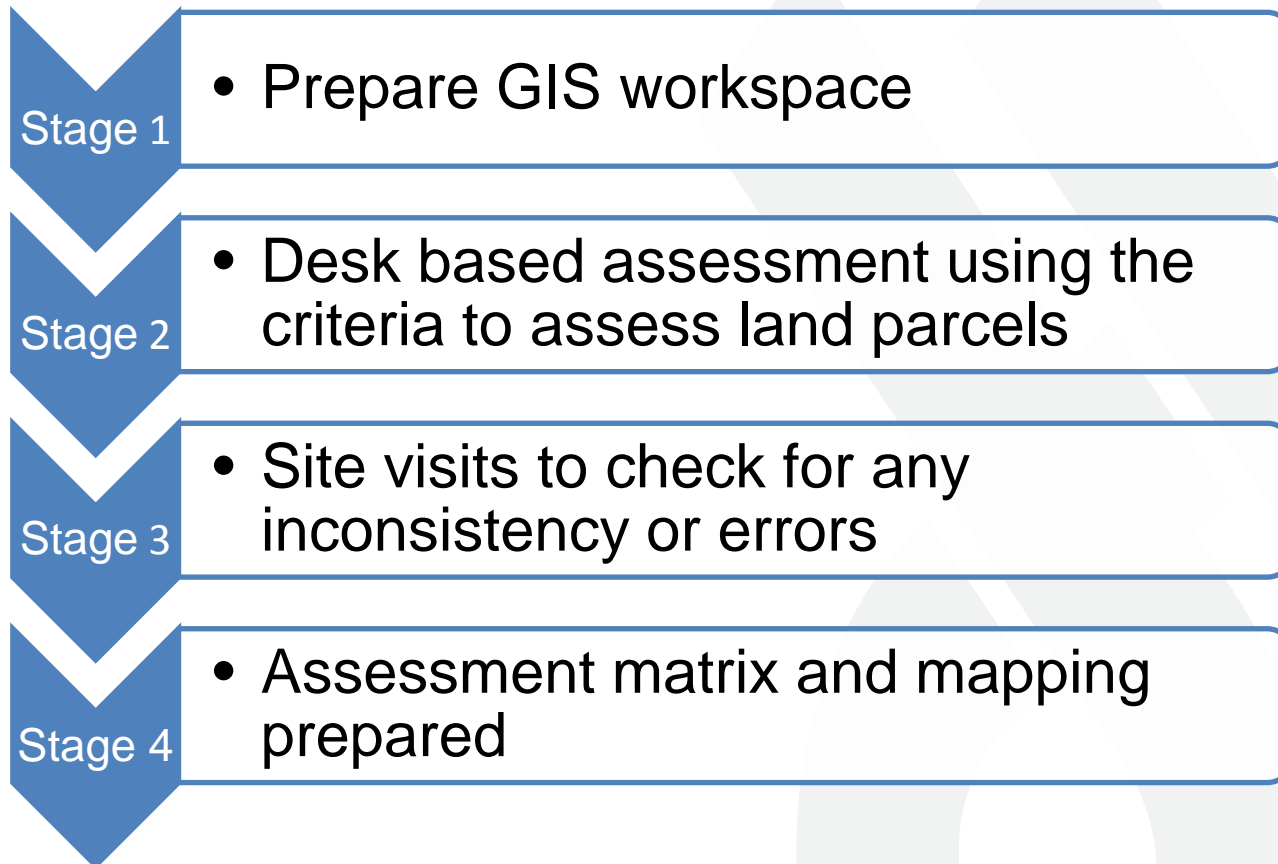 Stage 1
• Prepare GIS workspace
Stage 2
• Desk based assessment using the
criteria to assess land parcels
Stage 3
• Site visits to check for any
inconsistency or errors
Stage 4
• Assessment matrix and mapping
prepared